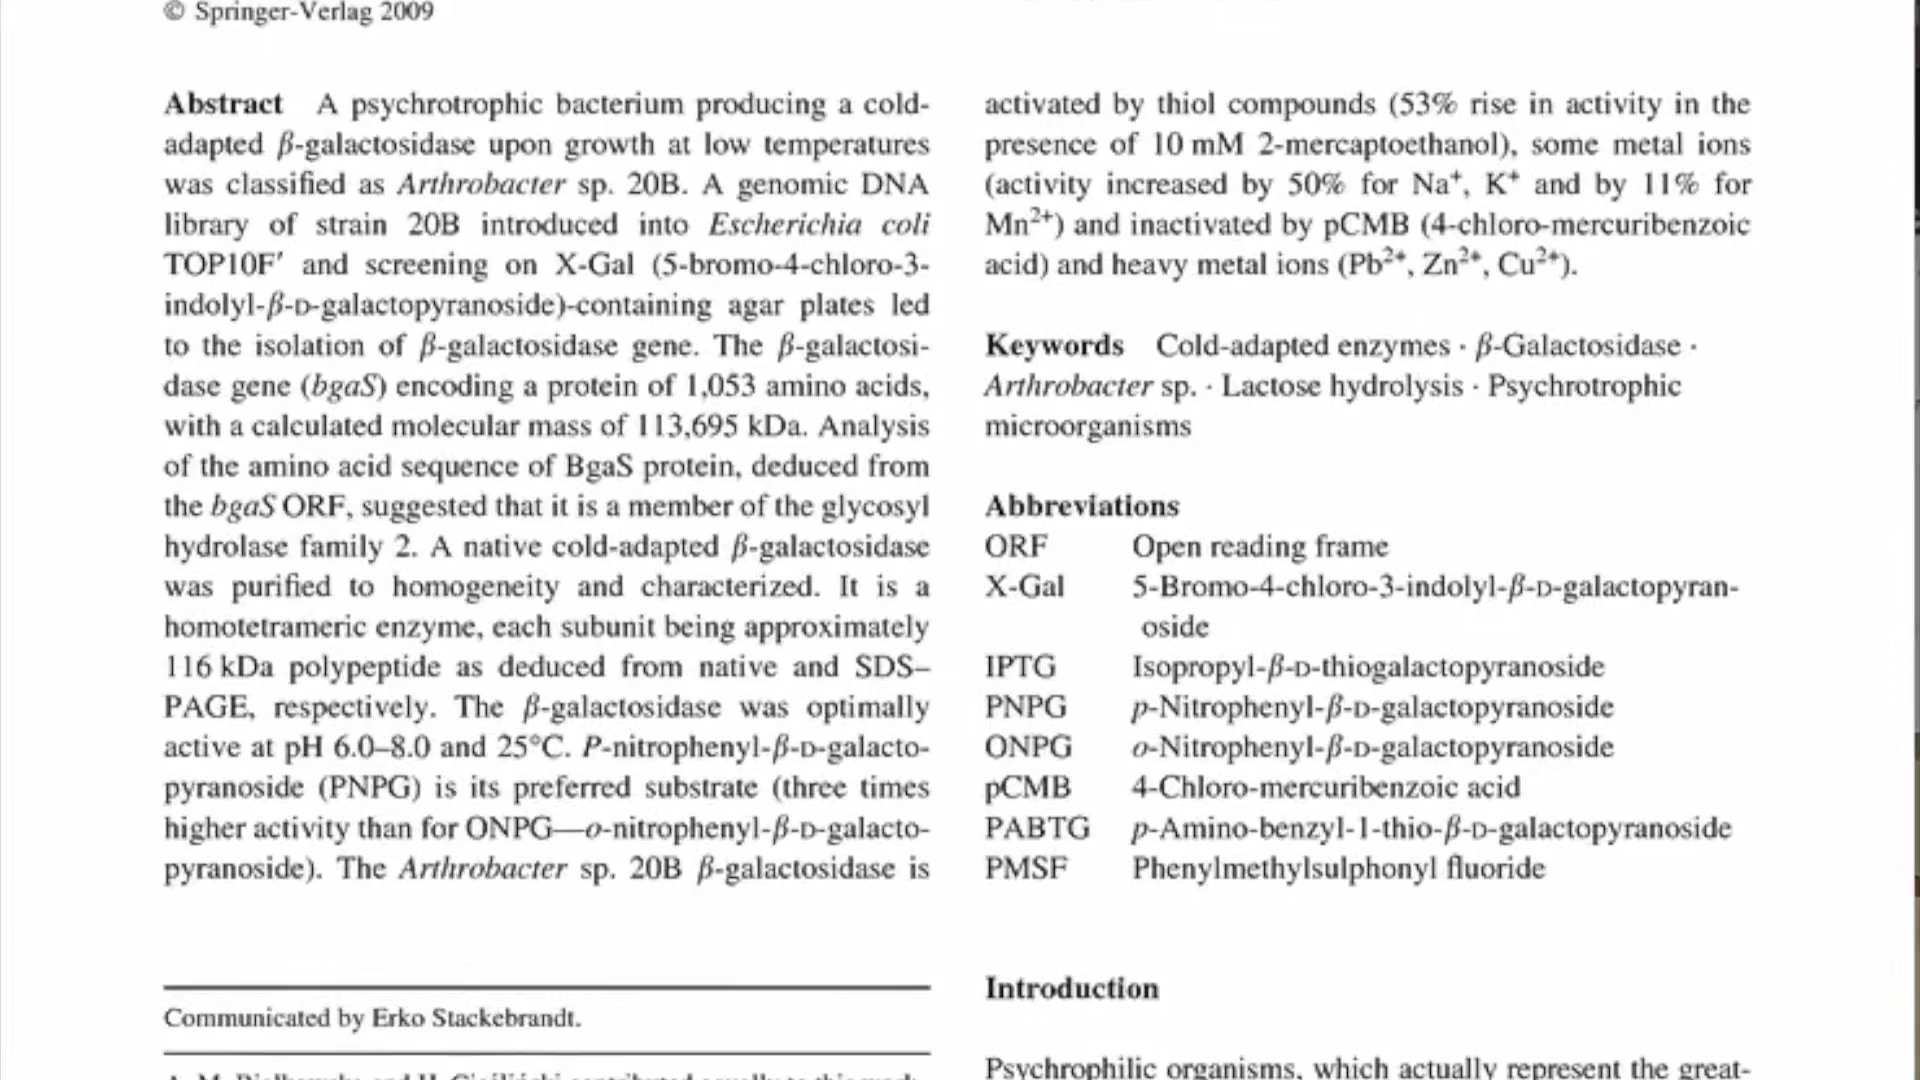 © Springer-Verlag 2009
Abstract A psychrotrophic bacterium producing a cold-
adapted β-galactosidase upon growth at low temperatures
was classified as Arthrobacter sp. 20B. A genomic DNA
library of strain 20B introduced into Escherichia coli
TOP10F′ and screening on X-Gal (5-bromo-4-chloro-3-
indolyl-β-D-galactopyranoside)-containing agar plates led
to the isolation of β-galactosidase gene. The β-galactosi-
dase gene (bgaS) encoding a protein of 1,053 amino acids,
with a calculated molecular mass of 113,695 kDa. Analysis
of the amino acid sequence of BgaS protein, deduced from
the bgaS ORF, suggested that it is a member of the glycosyl
hydrolase family 2. A native cold-adapted β-galactosidase
was purified to homogeneity and characterized. It is a
homotetrameric enzyme, each subunit being approximately
116 kDa polypeptide as deduced from native and SDS–
PAGE, respectively. The β-galactosidase was optimally
active at pH 6.0–8.0 and 25°C. P-nitrophenyl-β-D-galacto-
pyranoside (PNPG) is its preferred substrate (three times
higher activity than for ONPG—o-nitrophenyl-β-D-galacto-
pyranoside). The Arthrobacter sp. 20B β-galactosidase is
Communicated by Erko Stackebrandt.
activated by thiol compounds (53% rise in activity in the
presence of 10 mM 2-mercaptoethanol), some metal ions
(activity increased by 50% for Na⁺, K⁺ and by 11% for
Mn²⁺) and inactivated by pCMB (4-chloro-mercuribenzoic
acid) and heavy metal ions (Pb²⁺, Zn²⁺, Cu²⁺).
Keywords Cold-adapted enzymes · β-Galactosidase ·
Arthrobacter sp. · Lactose hydrolysis · Psychrotrophic
microorganisms
Abbreviations
ORF Open reading frame
X-Gal 5-Bromo-4-chloro-3-indolyl-β-D-galactopyran-
oside
IPTG Isopropyl-β-D-thiogalactopyranoside
PNPG p-Nitrophenyl-β-D-galactopyranoside
ONPG o-Nitrophenyl-β-D-galactopyranoside
pCMB 4-Chloro-mercuribenzoic acid
PABTG p-Amino-benzyl-1-thio-β-D-galactopyranoside
PMSF Phenylmethylsulphonyl fluoride
Introduction
Psychrophilic organisms, which actually represent the great-